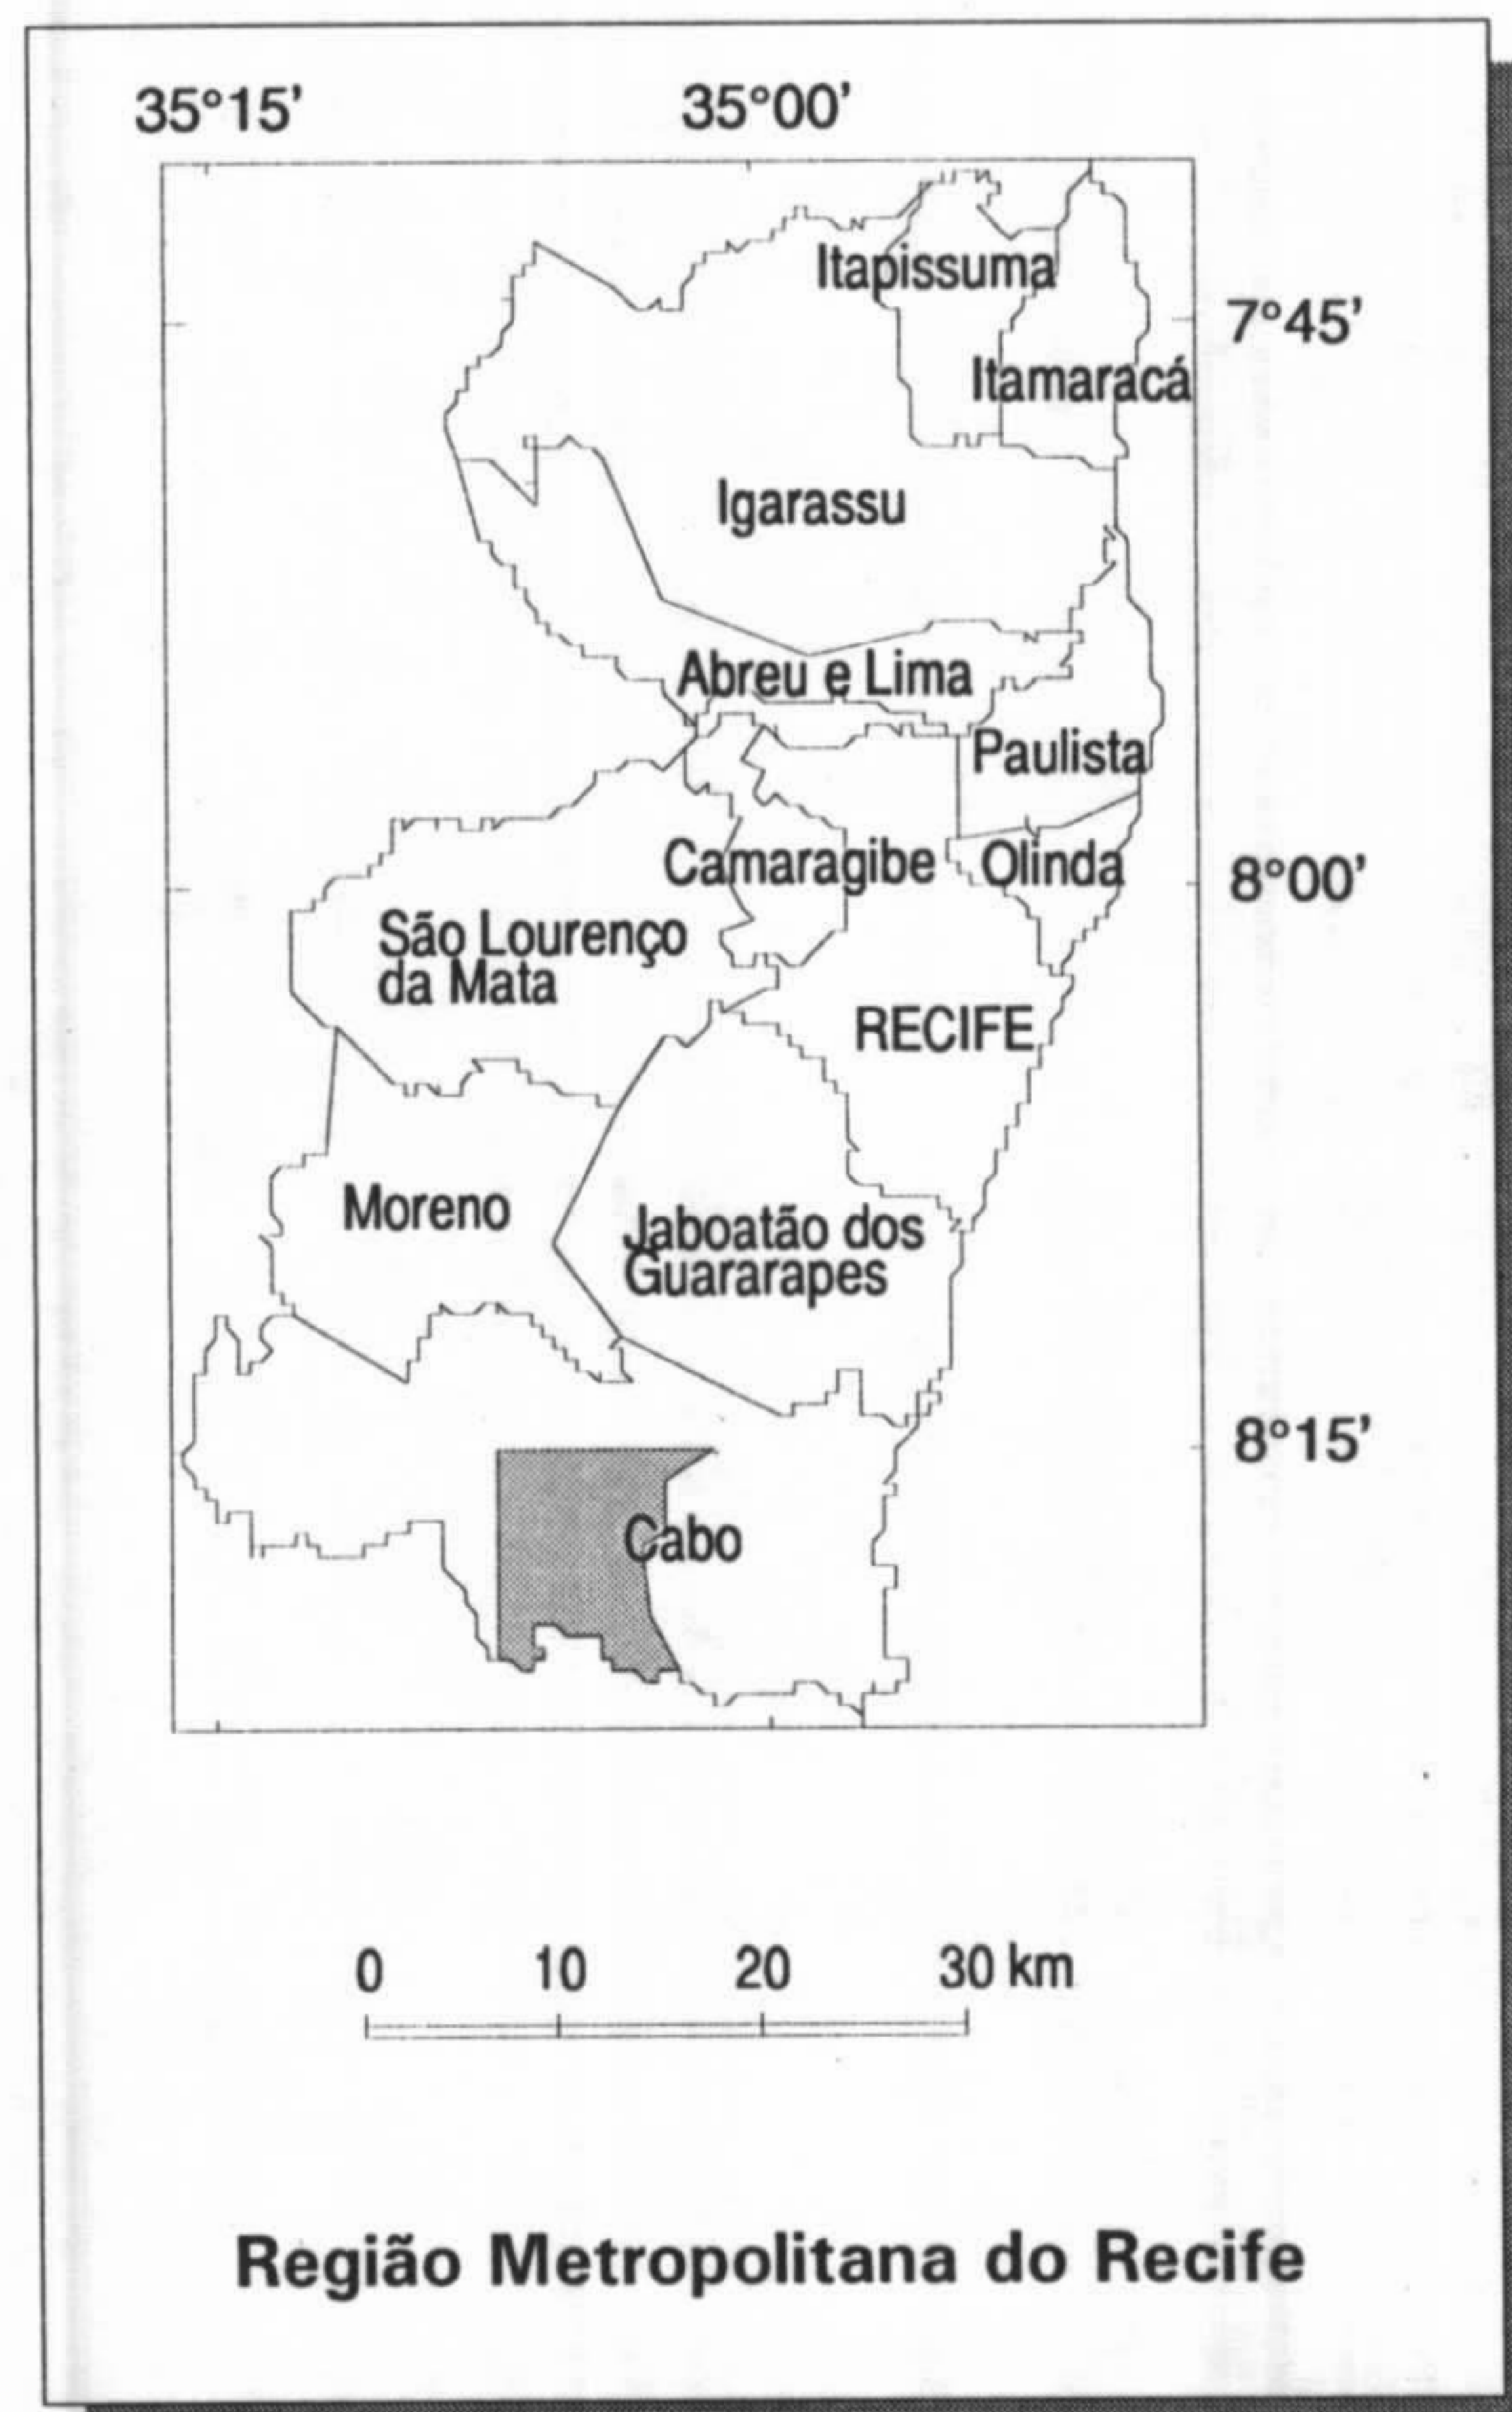 35°15'
35°00'
Itapissuma
7°45'
Itamaracá
Igarassu
Abreu e Lima
Paulista
Camaragibe
Olinda
8°00'
São Lourenço
da Mata
RECIFE
Moreno
Jaboatão dos
Guararapes
8°15'
Cabo
0 10 20 30 km
Região Metropolitana do Recife